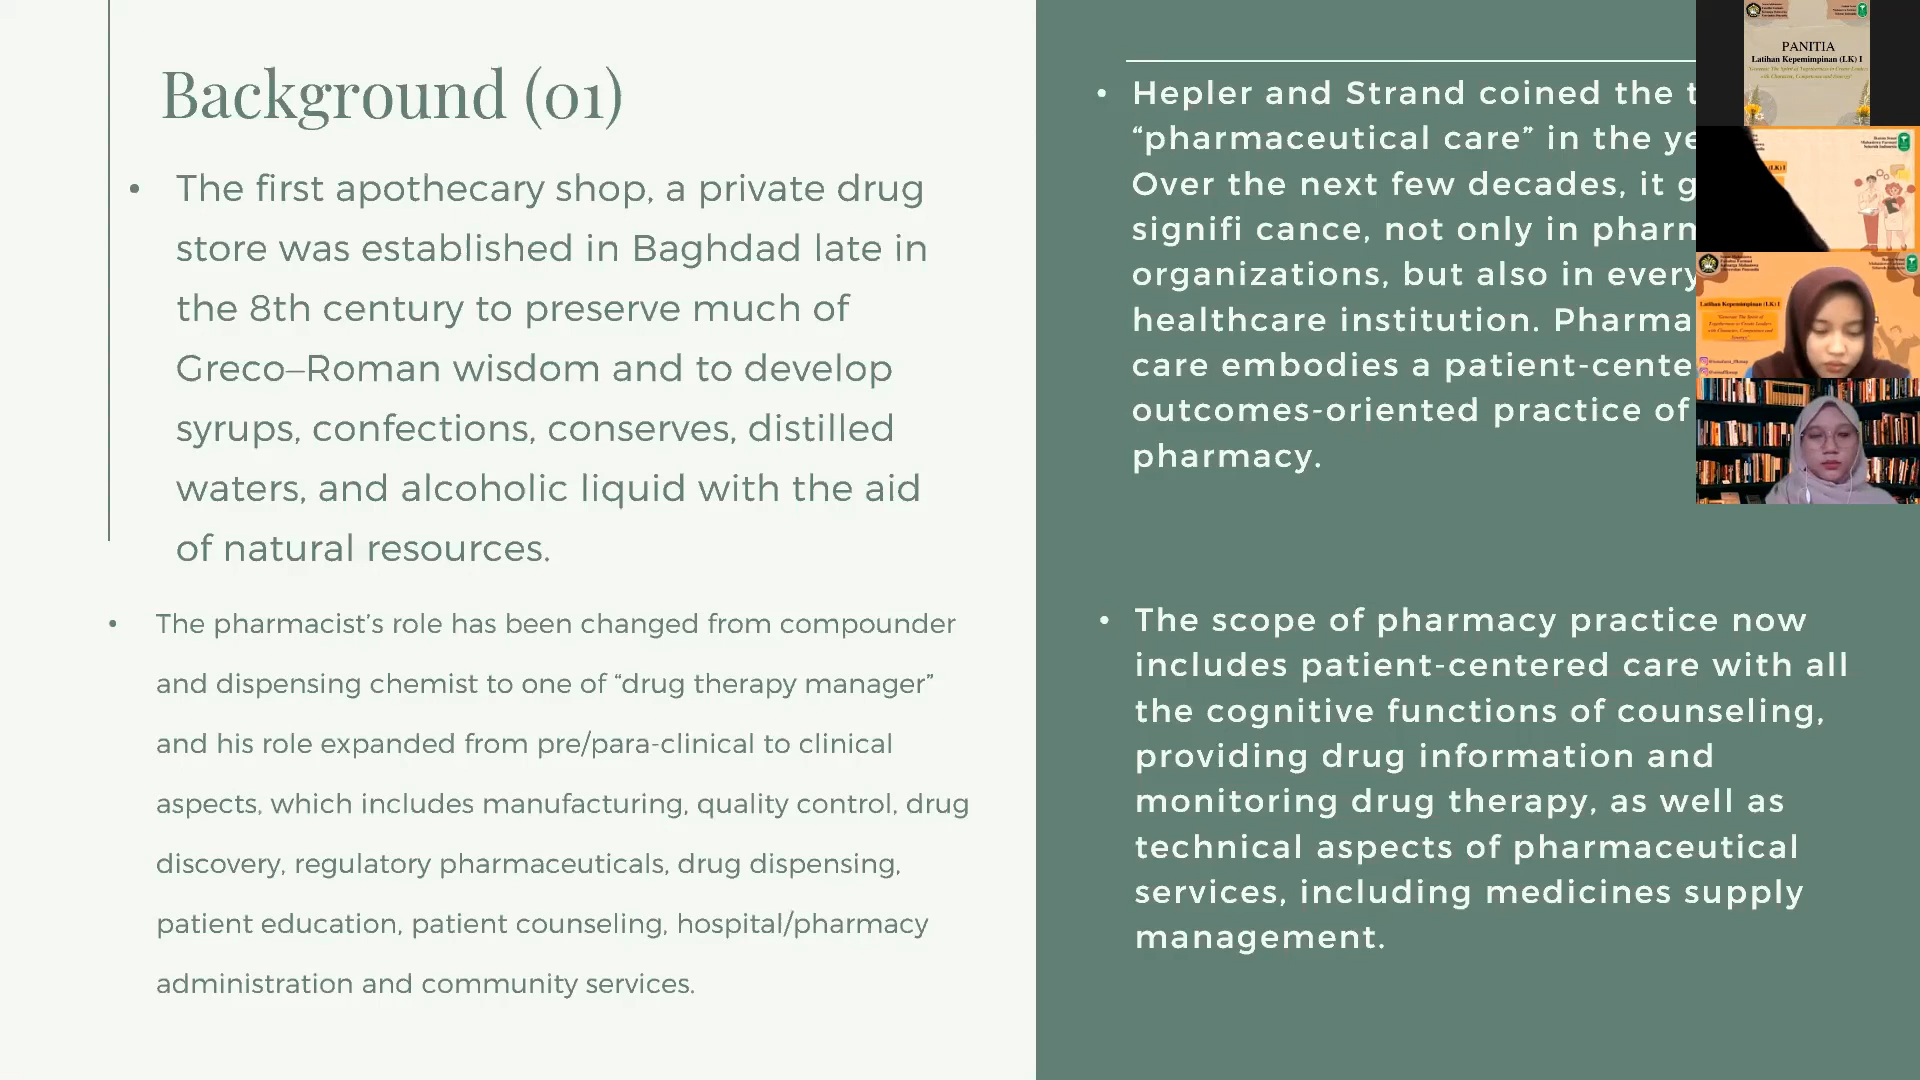 Background (01)
• The first apothecary shop, a private drug
store was established in Baghdad late in
the 8th century to preserve much of
Greco–Roman wisdom and to develop
syrups, confections, conserves, distilled
waters, and alcoholic liquid with the aid
of natural resources.
• The pharmacist’s role has been changed from compounder
and dispensing chemist to one of “drug therapy manager”
and his role expanded from pre/para-clinical to clinical
aspects, which includes manufacturing, quality control, drug
discovery, regulatory pharmaceuticals, drug dispensing,
patient education, patient counseling, hospital/pharmacy
administration and community services.
• Hepler and Strand coined the
“pharmaceutical care” in the
Over the next few decades, it
signifi cance, not only in
organizations, but also in every
healthcare institution.
care embodies a
outcomes-oriented practice of
pharmacy.
• The scope of pharmacy practice now
includes patient-centered care with all
the cognitive functions of counseling,
providing drug information and
monitoring drug therapy, as well as
technical aspects of pharmaceutical
services, including medicines supply
management.
PANITIA
Latihan Kepemimpinan (LK) I
Latihan Kepemimpinan (LK) I